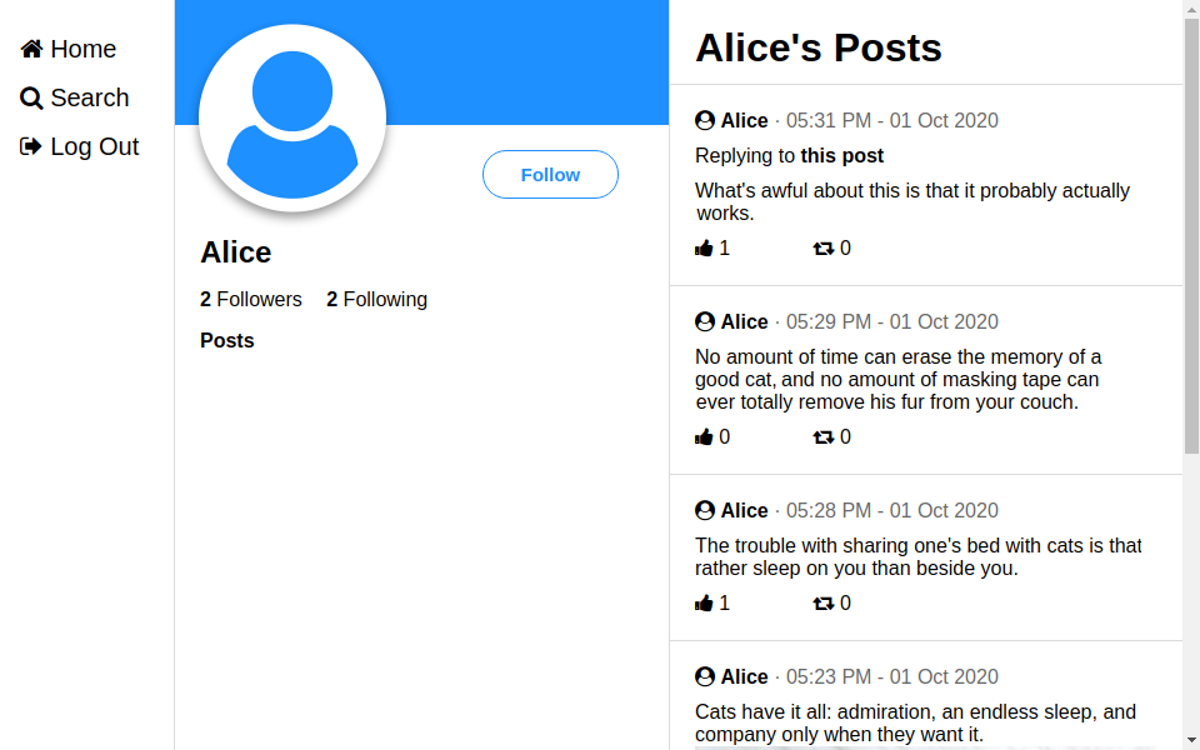 Home
Search
Log Out
Follow
Alice
2 Followers 2 Following
Posts
Alice's Posts
Alice · 05:31 PM - 01 Oct 2020
Replying to this post
What's awful about this is that it probably actually
works.
1 0
Alice · 05:29 PM - 01 Oct 2020
No amount of time can erase the memory of a
good cat, and no amount of masking tape can
ever totally remove his fur from your couch.
0 0
Alice · 05:28 PM - 01 Oct 2020
The trouble with sharing one's bed with cats is that
rather sleep on you than beside you.
1 0
Alice · 05:23 PM - 01 Oct 2020
Cats have it all: admiration, an endless sleep, and
company only when they want it.